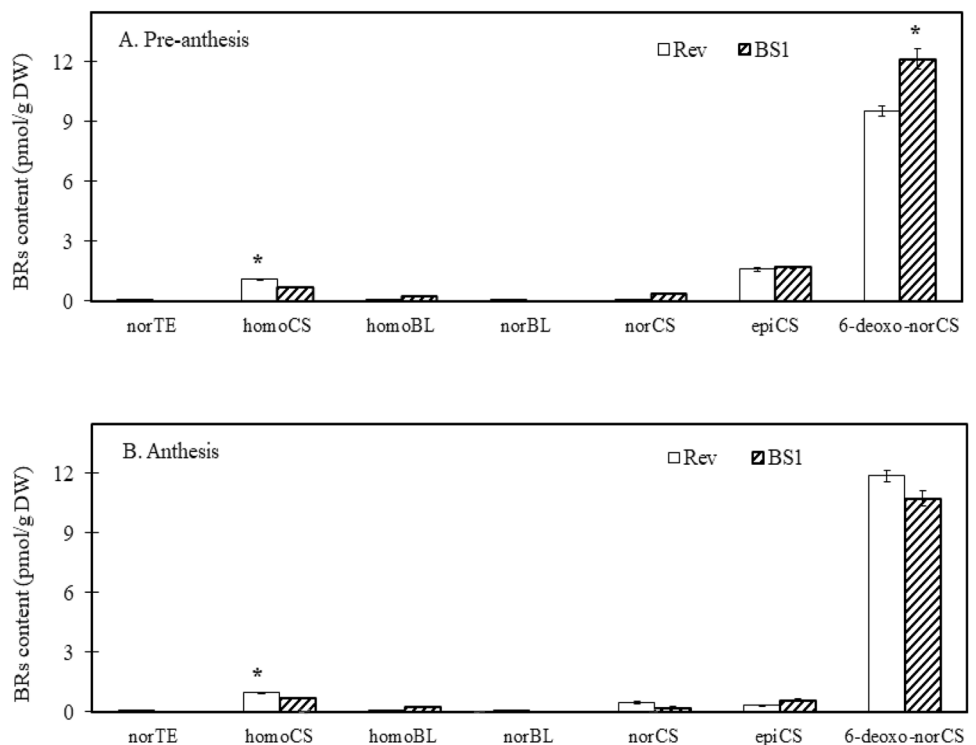 A. Pre-anthesis
Rev BS1
*
*
BRs content (pmol/g DW)
12
9
6
3
0
norTE homoCS homoBL norBL norCS epiCS 6-deoxo-norCS
B. Anthesis
Rev BS1
*
BRs content (pmol/g DW)
12
9
6
3
0
norTE homoCS homoBL norBL norCS epiCS 6-deoxo-norCS